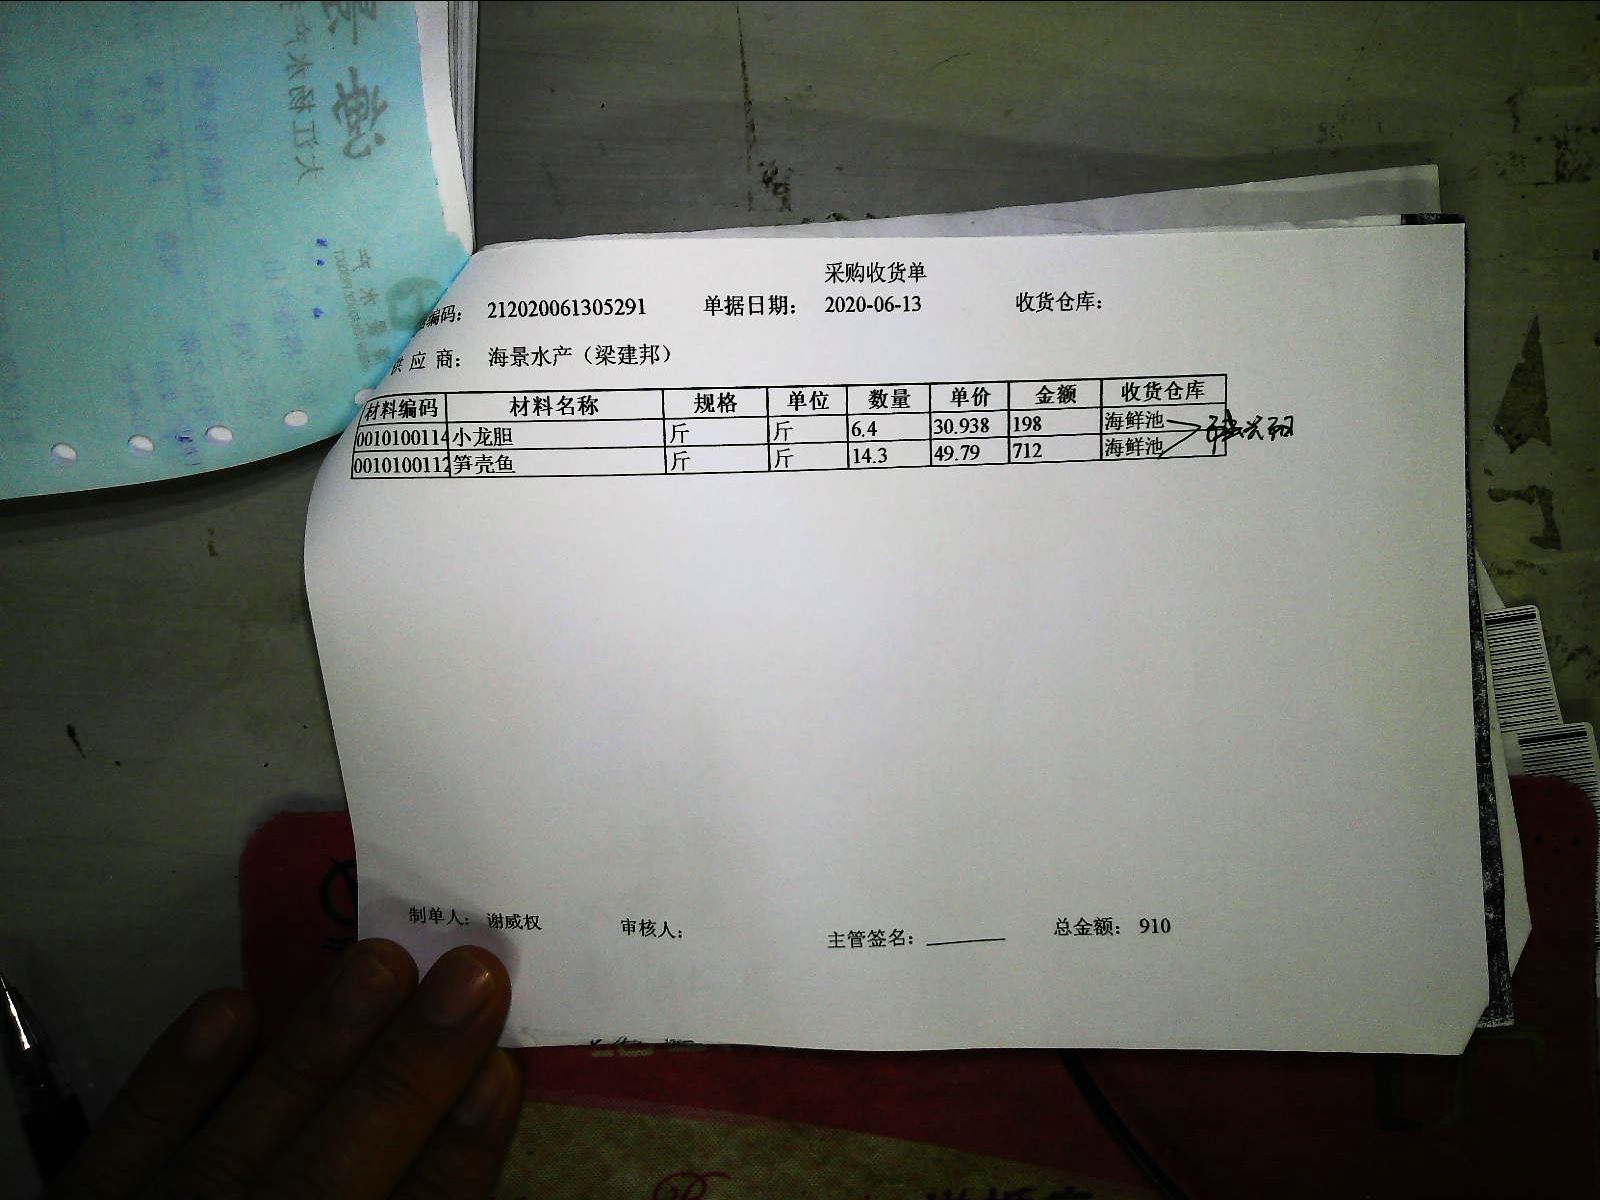 采购收货单
编码: 212020061305291 单据日期: 2020-06-13 收货仓库:
供 应 商: 海景水产（梁建邦）
材料编码 材料名称 规格 单位 数量 单价 金额 收货仓库
0010100114 小龙胆 斤 斤 6.4 30.938 198 海鲜池
0010100112 笋壳鱼 斤 斤 14.3 49.79 712 海鲜池
制单人: 谢威权 审核人: 主管签名: 总金额: 910